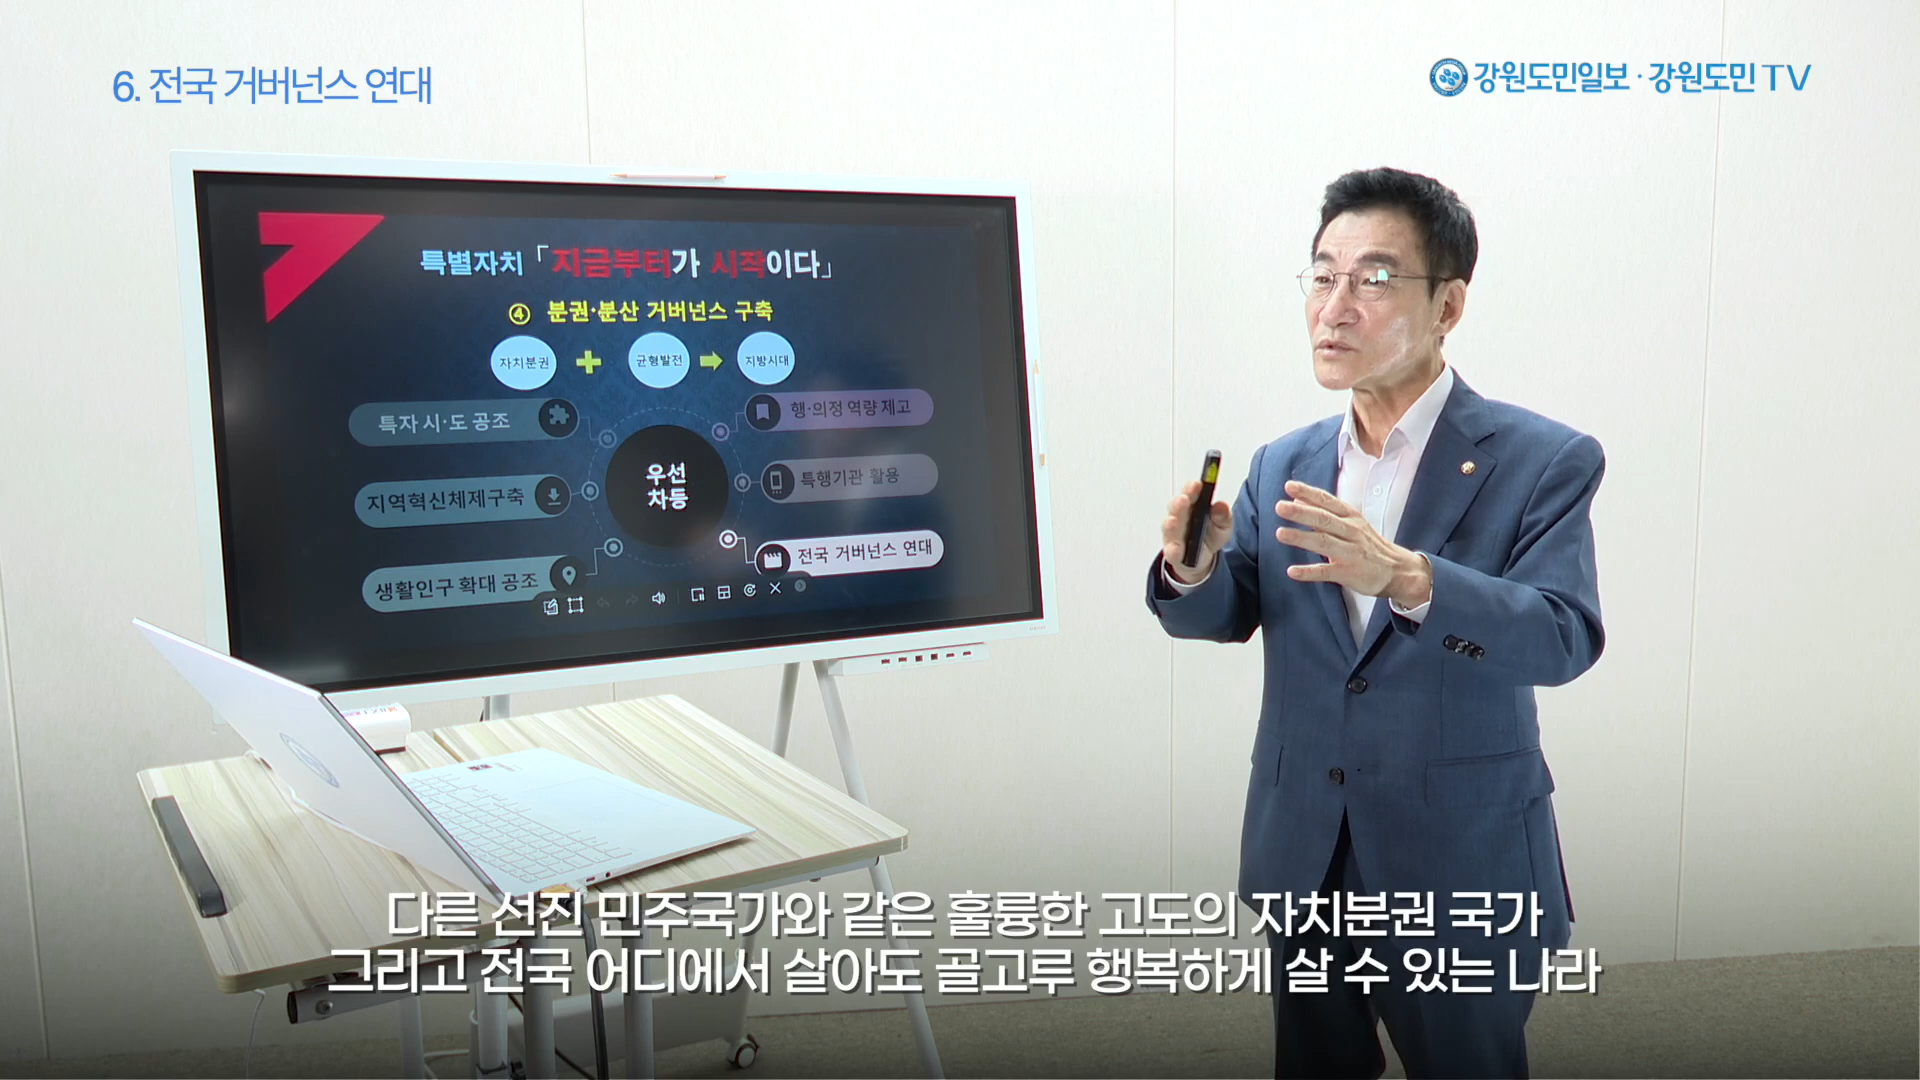 6. 전국 거버넌스 연대
강원도민일보 · 강원도민 TV
특별자치 「지금부터가 시작이다」
④ 분권·분산 거버넌스 구축
자치분권
균형발전
지방시대
특자 시·도 공조
행·의정 역량 제고
우선
차등
지역혁신체제구축
특행기관 활용
생활인구 확대 공조
전국 거버넌스 연대
다른 선진 민주국가와 같은 훌륭한 고도의 자치분권 국가
그리고 전국 어디에서 살아도 골고루 행복하게 살 수 있는 나라